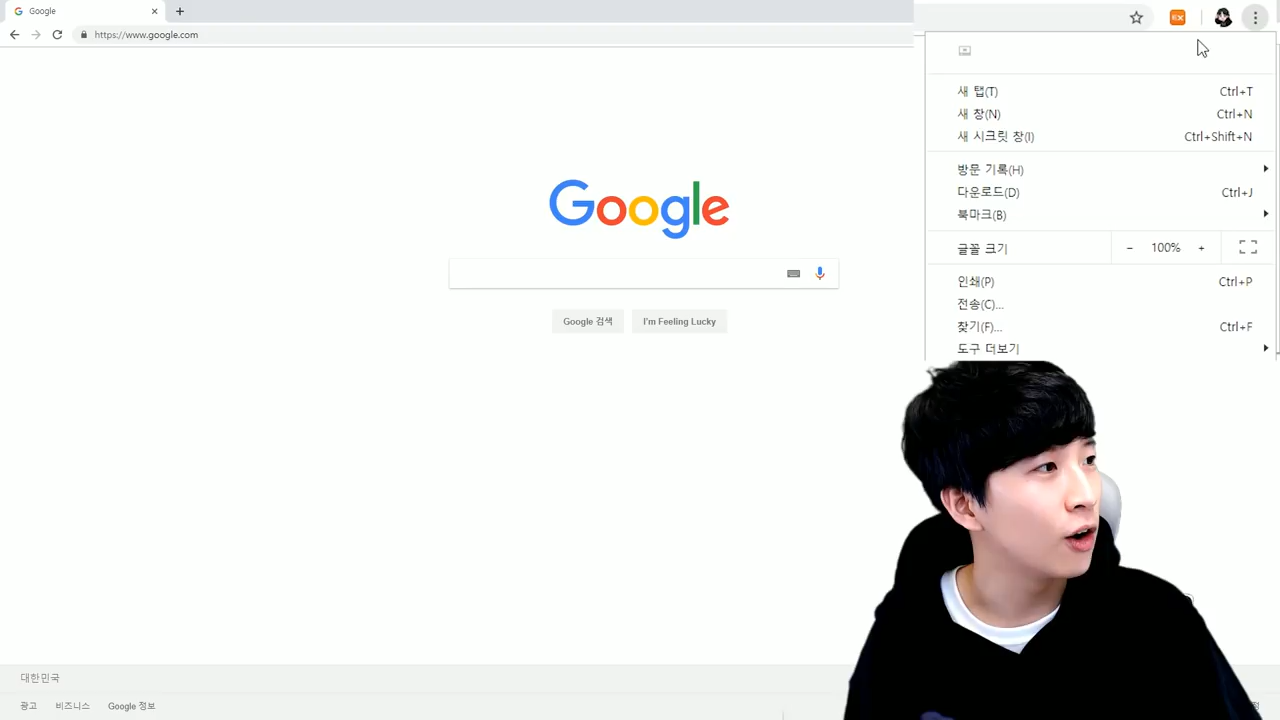 Google
https://www.google.com
EX
새 탭(T) Ctrl+T
새 창(N) Ctrl+N
새 시크릿 창(I) Ctrl+Shift+N
방문 기록(H)
다운로드(D) Ctrl+J
북마크(B)
글꼴 크기 - 100% +
인쇄(P) Ctrl+P
전송(C)...
찾기(F)... Ctrl+F
도구 더보기
Google
Google 검색 I'm Feeling Lucky
대한민국
광고 비즈니스 Google 정보